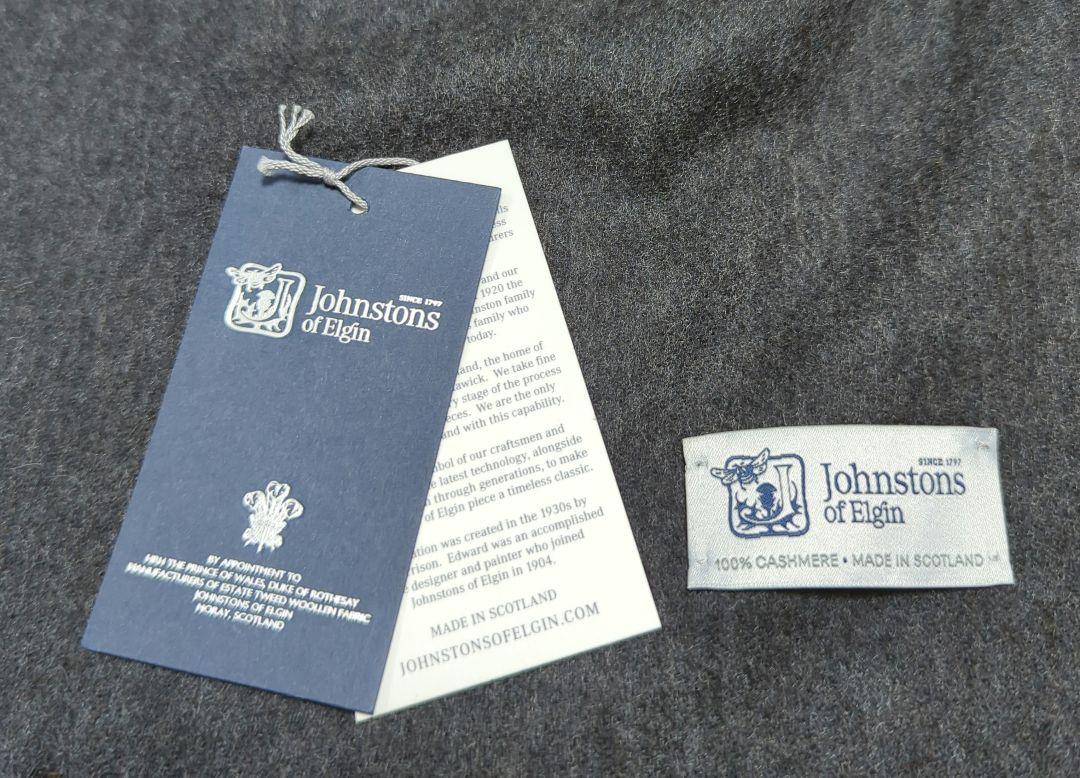 SINCE 1797
Johnstons
of Elgin
BY APPOINTMENT TO
HRH THE PRINCE OF WALES, DUKE OF ROTHESAY
MANUFACTURERS OF ESTATE TWEED WOOLLEN FABRIC
JOHNSTONS OF ELGIN
MORAY, SCOTLAND
and our
1920 the
family
family who
today.
the home of
We take fine
stage of the process
We are the only
with this capability.
of our craftsmen and
latest technology, alongside
through generations, to make
of Elgin piece a timeless classic.
was created in the 1930s by
Edward was an accomplished
designer and painter who joined
Johnstons of Elgin in 1904.
MADE IN SCOTLAND
JOHNSTONSOFELGIN.COM
SINCE 1797
Johnstons
of Elgin
100% CASHMERE • MADE IN SCOTLAND